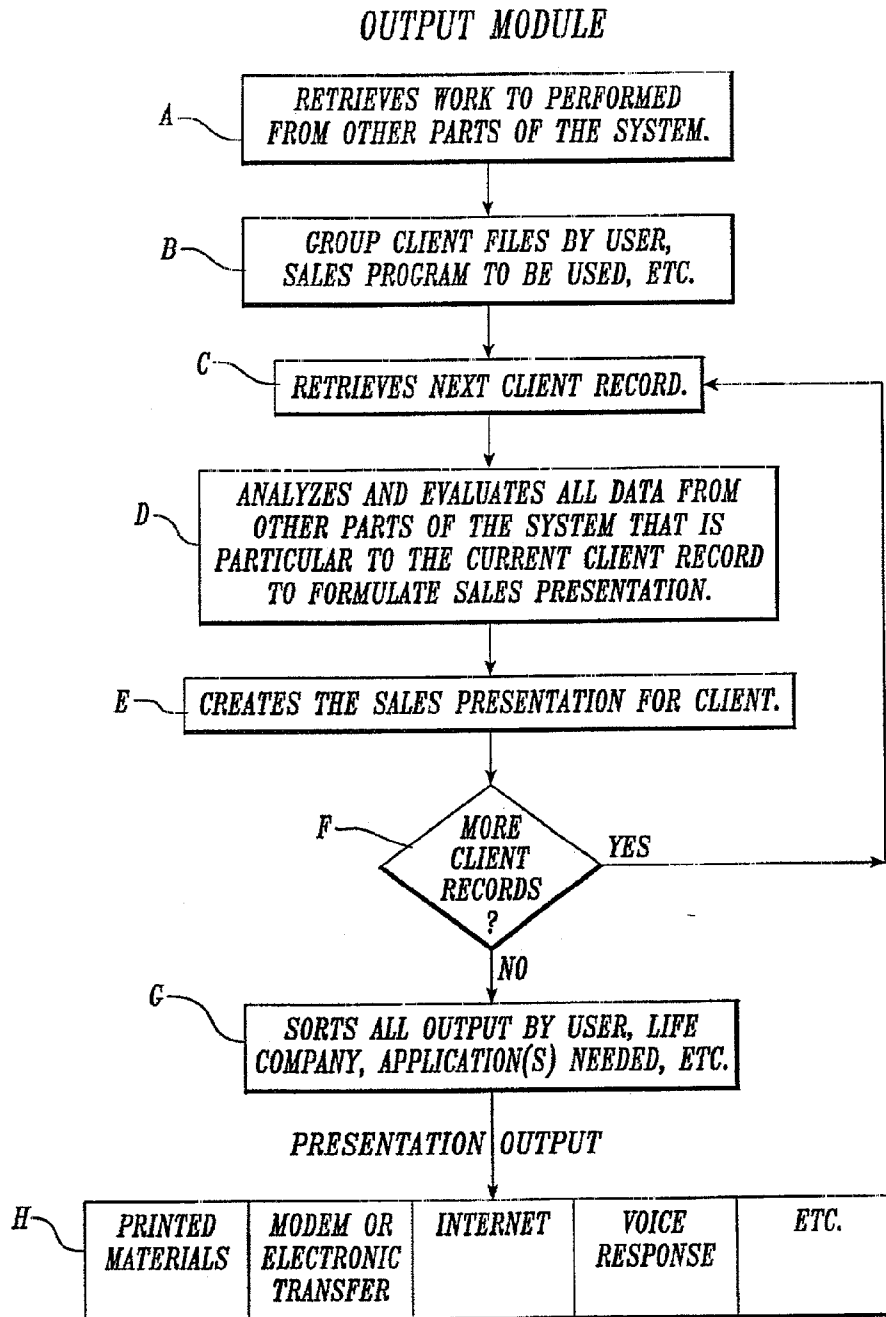 OUTPUT MODULE
A
RETRIEVES WORK TO PERFORMED
FROM OTHER PARTS OF THE SYSTEM.
B
GROUP CLIENT FILES BY USER,
SALES PROGRAM TO BE USED, ETC.
C
RETRIEVES NEXT CLIENT RECORD.
D
ANALYZES AND EVALUATES ALL DATA FROM
OTHER PARTS OF THE SYSTEM THAT IS
PARTICULAR TO THE CURRENT CLIENT RECORD
TO FORMULATE SALES PRESENTATION.
E
CREATES THE SALES PRESENTATION FOR CLIENT.
F
MORE
CLIENT
RECORDS
?
YES
NO
G
SORTS ALL OUTPUT BY USER, LIFE
COMPANY, APPLICATION(S) NEEDED, ETC.
PRESENTATION OUTPUT
H
PRINTED
MATERIALS
MODEM OR
ELECTRONIC
TRANSFER
INTERNET
VOICE
RESPONSE
ETC.